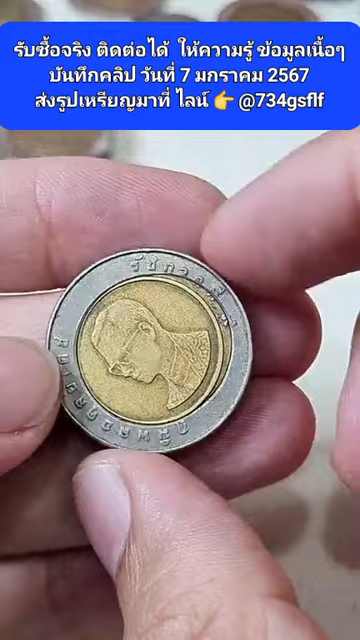 รับซื้อจริง ติดต่อได้ ให้ความรู้ ข้อมูลเนื้อๆ
บันทึกคลิป วันที่ 7 มกราคม 2567
ส่งรูปเหรียญมาที่ ไลน์ 👉 @734gsflf